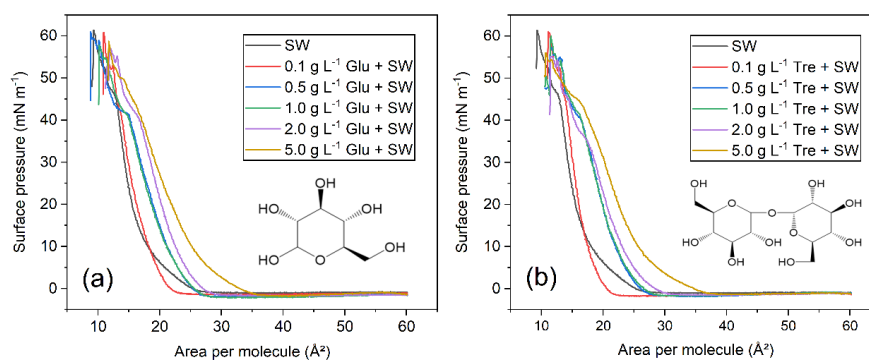 SW
0.1 g L⁻¹ Glu + SW
0.5 g L⁻¹ Glu + SW
1.0 g L⁻¹ Glu + SW
2.0 g L⁻¹ Glu + SW
5.0 g L⁻¹ Glu + SW
Surface pressure (mN m⁻¹)
60
50
40
30
20
10
0
OH
HO
OH
HO
O
OH
(a)
10 20 30 40 50 60
Area per molecule (Å²)
SW
0.1 g L⁻¹ Tre + SW
0.5 g L⁻¹ Tre + SW
1.0 g L⁻¹ Tre + SW
2.0 g L⁻¹ Tre + SW
5.0 g L⁻¹ Tre + SW
Surface pressure (mN m⁻¹)
60
50
40
30
20
10
0
OH
OH
O
O
OH
HO
OH
O
OH
OH
OH
OH
(b)
10 20 30 40 50 60
Area per molecule (Å²)